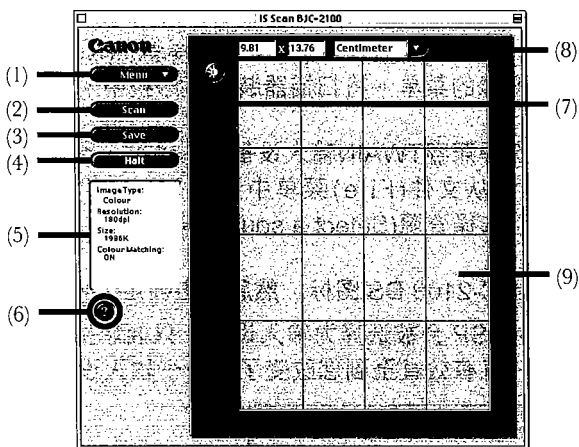 IS Scan BJC-2100
Canon
9.81 x 13.76 Centimeter
(8)
(1)
Menu
(7)
(2)
Scan
(3)
Save
(4)
Halt
Image Type:
Colour
Resolution:
180dpi
(5)
Size:
1986K
Colour Matching:
ON
(9)
(6)
?